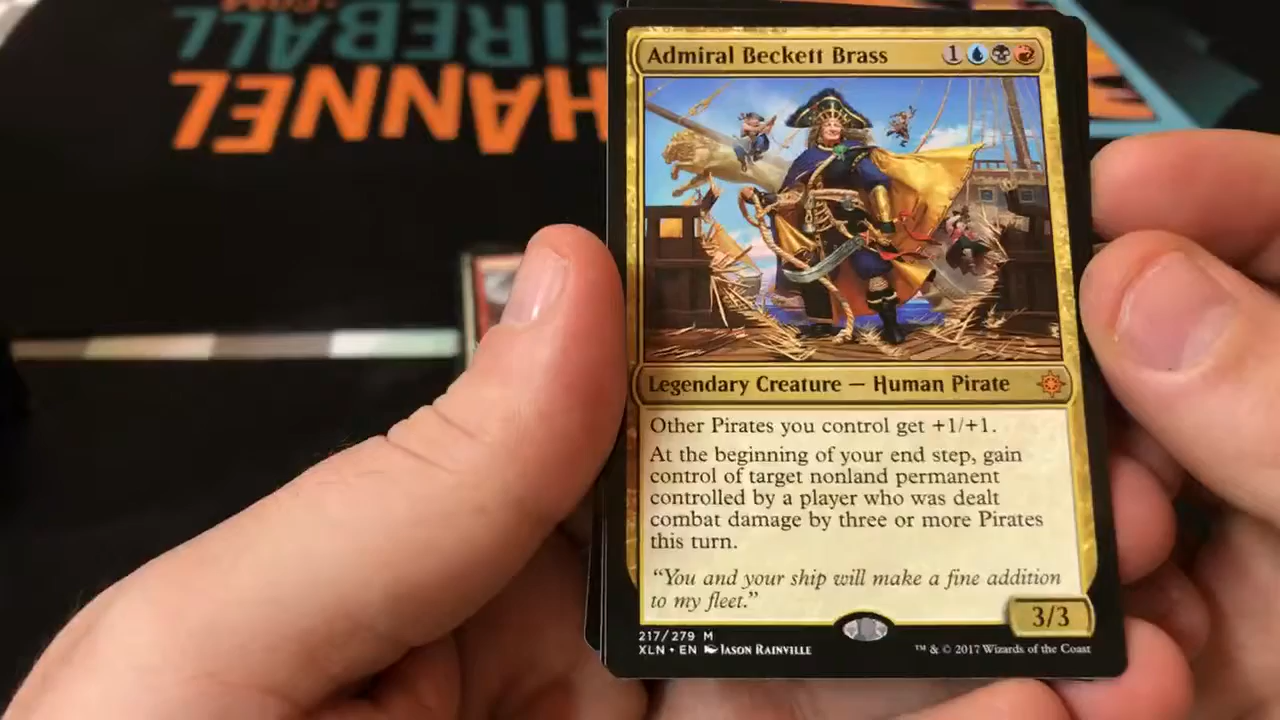 CHANNEL
FIREBALL
.COM
Admiral Beckett Brass 1
Legendary Creature — Human Pirate
Other Pirates you control get +1/+1.
At the beginning of your end step, gain
control of target nonland permanent
controlled by a player who was dealt
combat damage by three or more Pirates
this turn.
“You and your ship will make a fine addition
to my fleet.”
3/3
217/279 M
XLN • EN JASON RAINVILLE
™ & © 2017 Wizards of the Coast